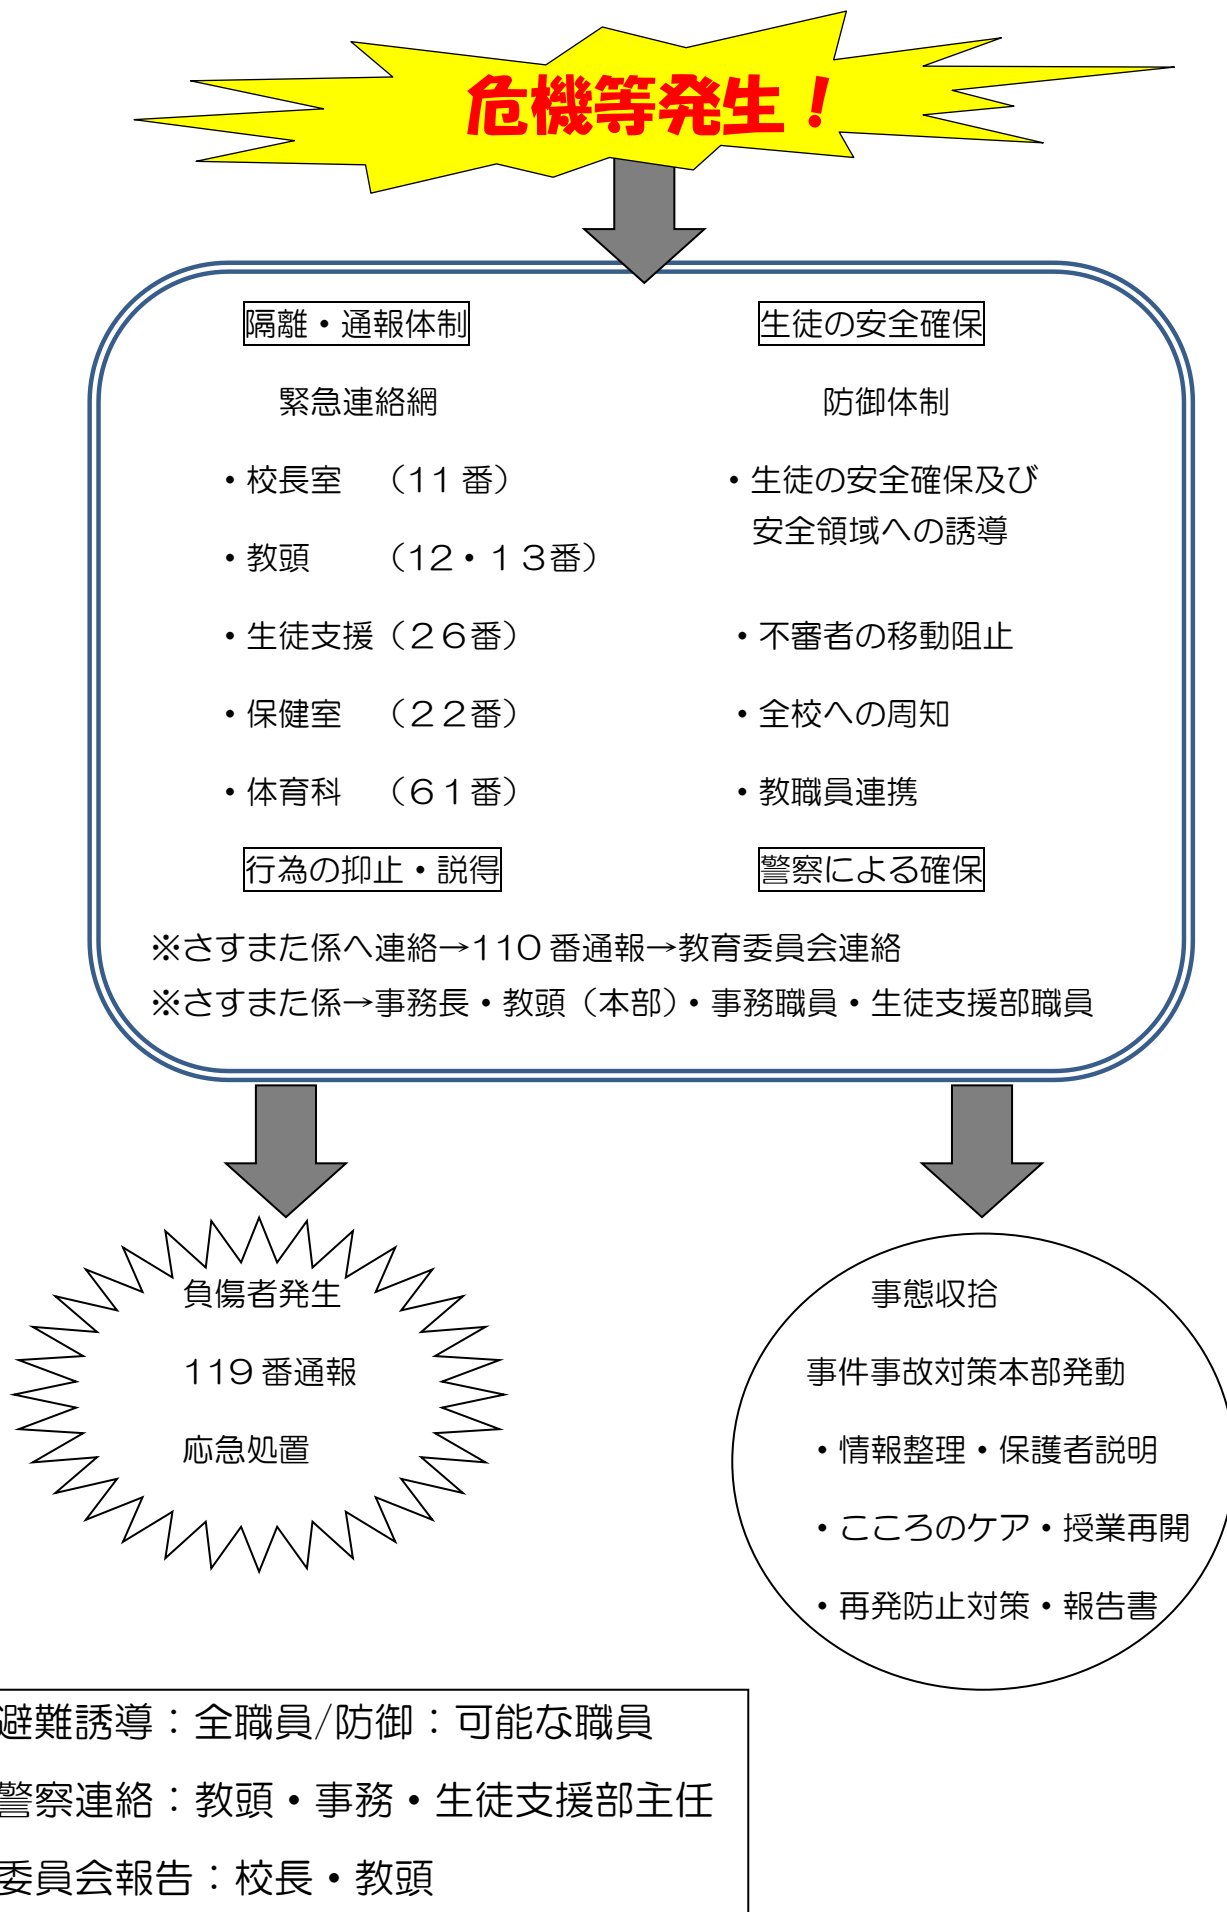 危機等発生！
隔離・通報体制
緊急連絡網
・校長室　（11番）
・教頭　　（12・１３番）
・生徒支援（２６番）
・保健室　（２２番）
・体育科　（６１番）
行為の抑止・説得
生徒の安全確保
防御体制
・生徒の安全確保及び
安全領域への誘導
・不審者の移動阻止
・全校への周知
・教職員連携
警察による確保
※さすまた係へ連絡→110番通報→教育委員会連絡
※さすまた係→事務長・教頭（本部）・事務職員・生徒支援部職員
負傷者発生
119番通報
応急処置
事態収拾
事件事故対策本部発動
・情報整理・保護者説明
・こころのケア・授業再開
・再発防止対策・報告書
避難誘導：全職員/防御：可能な職員
警察連絡：教頭・事務・生徒支援部主任
委員会報告：校長・教頭